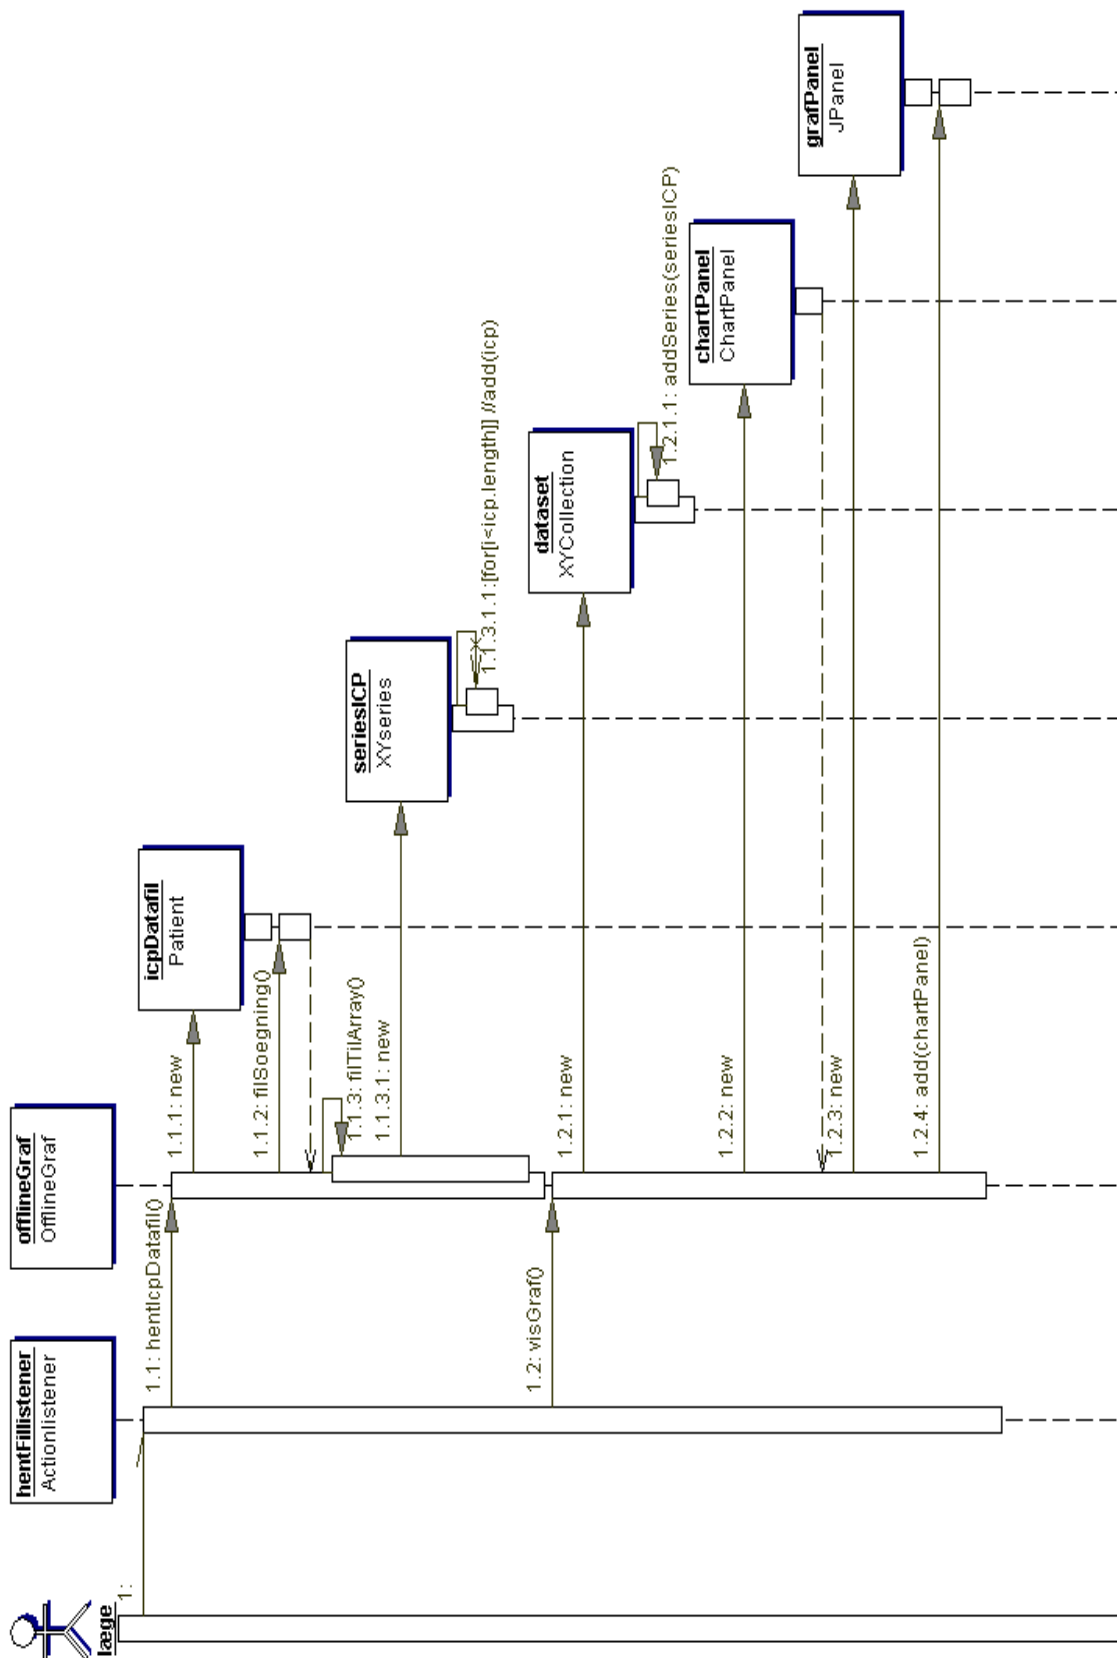 læge
hentFillistener
Actionlistener
offlineGraf
OfflineGraf
icpDatafil
Patient
seriesICP
XYseries
dataset
XYCollection
chartPanel
ChartPanel
grafPanel
JPanel
1:
1.1: hentIcpDatafil()
1.1.1: new
1.1.2: filSoegning()
1.1.3: filTilArray()
1.1.3.1: new
1.1.3.1.1:[for[i<icp.length]] //add(icp)
1.2: visGraf()
1.2.1: new
1.2.1.1: addSeries(seriesICP)
1.2.2: new
1.2.3: new
1.2.4: add(chartPanel)